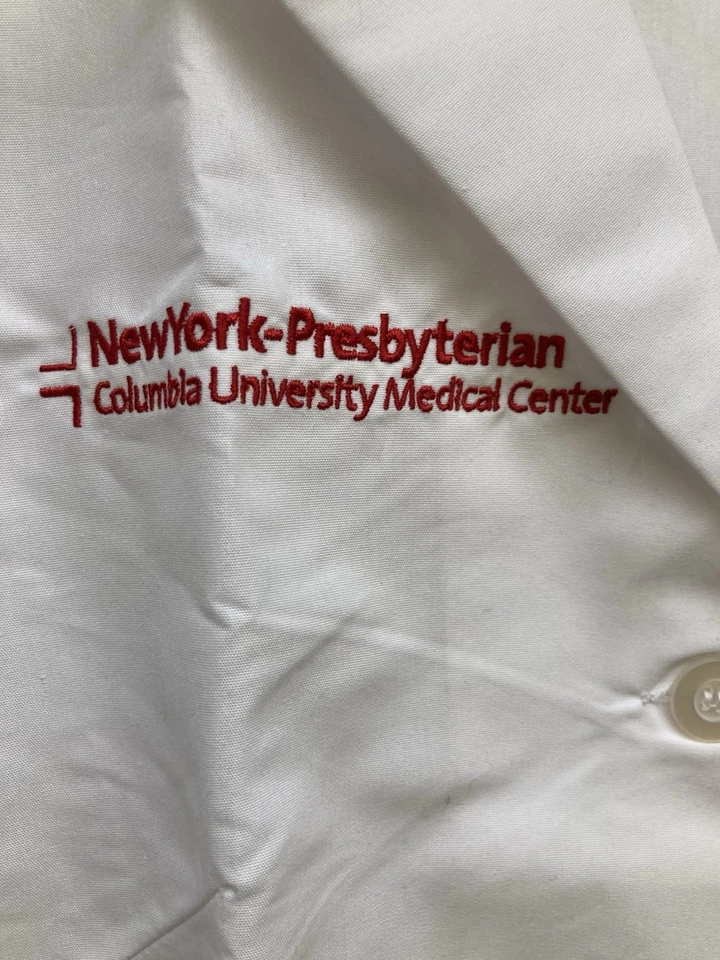 NewYork-Presbyterian
Columbia University Medical Center